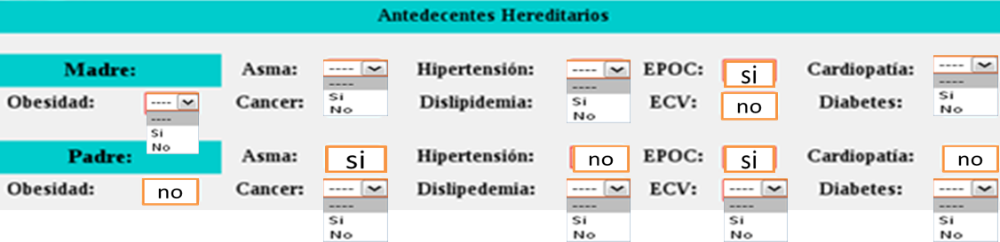 Antedecentes Hereditarios
Madre: Asma: ---- Hipertensión: ---- EPOC: si Cardiopatía: ----
---- ---- ----
Obesidad: ---- Cancer: Si Dislipidemia: Si ECV: no Diabetes: Si
No No No
----
Si
No
Padre: Asma: si Hipertensión: no EPOC: si Cardiopatía: no
Obesidad: no Cancer: ---- Dislipedemia: ---- ECV: ---- Diabetes: ----
---- ---- ---- ----
Si Si Si Si
No No No No